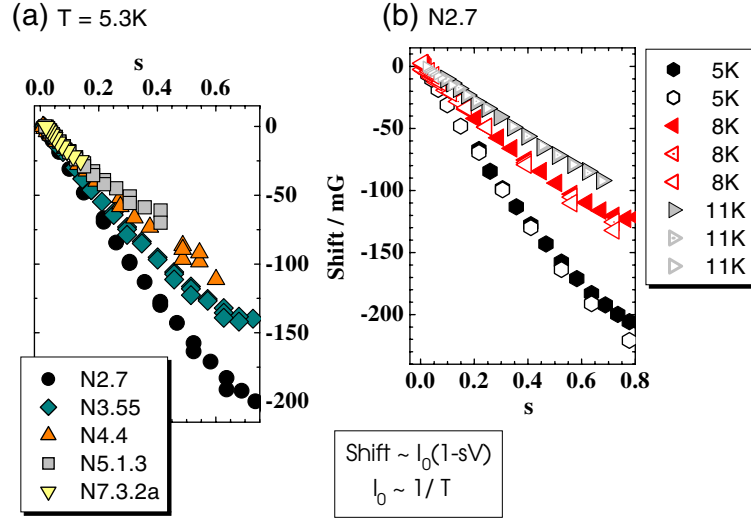 (a) T = 5.3K
s
0.0 0.2 0.4 0.6
0
-50
-100
-150
-200
N2.7
N3.55
N4.4
N5.1.3
N7.3.2a
(b) N2.7
Shift / mG
0
-50
-100
-150
-200
0.0 0.2 0.4 0.6 0.8
s
5K
5K
8K
8K
8K
11K
11K
11K
Shift ~ I₀(1-sV)
I₀ ~ 1/ T